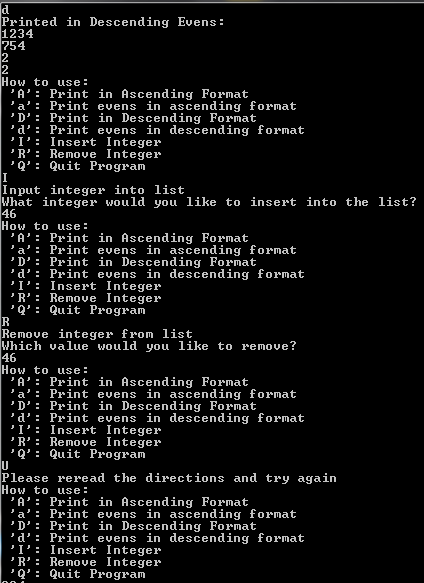 d
Printed in Descending Evens:
1234
754
2
2
How to use:
'A': Print in Ascending Format
'a': Print evens in ascending format
'D': Print in Descending Format
'd': Print evens in descending format
'I': Insert Integer
'R': Remove Integer
'Q': Quit Program
I
Input integer into list
What integer would you like to insert into the list?
46
How to use:
'A': Print in Ascending Format
'a': Print evens in ascending format
'D': Print in Descending Format
'd': Print evens in descending format
'I': Insert Integer
'R': Remove Integer
'Q': Quit Program
R
Remove integer from list
Which value would you like to remove?
46
How to use:
'A': Print in Ascending Format
'a': Print evens in ascending format
'D': Print in Descending Format
'd': Print evens in descending format
'I': Insert Integer
'R': Remove Integer
'Q': Quit Program
U
Please reread the directions and try again
How to use:
'A': Print in Ascending Format
'a': Print evens in ascending format
'D': Print in Descending Format
'd': Print evens in descending format
'I': Insert Integer
'R': Remove Integer
'Q': Quit Program